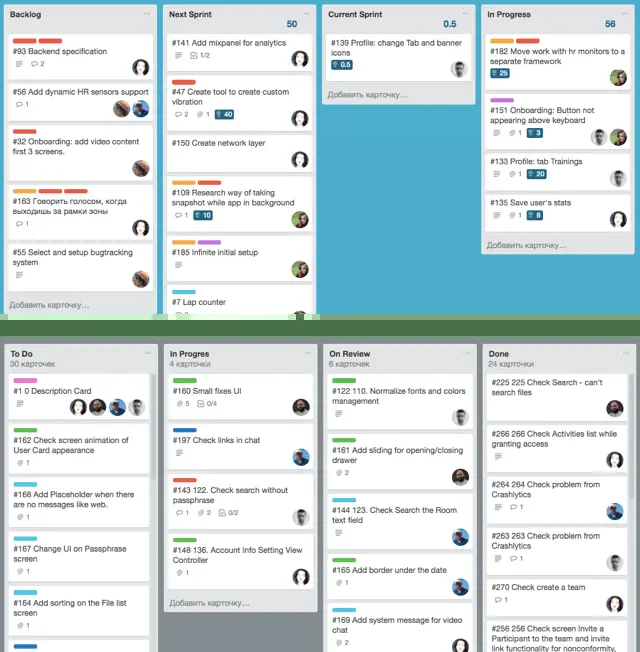 Backlog
#93 Backend specification
2
#56 Add dynamic HR sensors support
1
#32 Onboarding: add video content
first 3 screens.
#163 Говорить голосом, когда
выходишь за рамки зоны
1
#55 Select and setup bugtracking
system
Добавить карточку…
Next Sprint
50
#141 Add mixpanel for analytics
1/2
#47 Create tool to create custom
vibration
2 1 40
#150 Create network layer
#109 Research way of taking
snapshot while app in background
1 10
#185 Infinite initial setup
#7 Lap counter
Current Sprint
0.5
#139 Profile: change Tab and banner
icons
0.5
Добавить карточку…
In Progress
56
#182 Move work with hr monitors to a
separate framework
25
#151 Onboarding: Button not
appearing above keyboard
1 3
#133 Profile: tab Trainings
1 20
#135 Save user's stats
1 8
Добавить карточку…
To Do
30 карточек
#1 0 Description Card
#162 Check screen animation of
User Card appearance
1
#168 Add Placeholder when there
are no messages like web.
1
#167 Change UI on Passphrase
screen
1
#164 Add sorting on the File list
screen
1
In Progres
4 карточки
#160 Small fixes UI
5 0/4
#197 Check links in chat
#143 122. Check search without
passphrase
1 2 0/2
#148 136. Account Info Setting View
Controller
1
Добавить карточку…
On Review
6 карточек
#122 110. Normalize fonts and colors
management
#161 Add sliding for opening/closing
drawer
2
#144 123. Check Search the Room
text field
#165 Add border under the date
1
#169 Add system message for video
chat
2
Done
24 карточки
#225 225 Check Search - can't
search files
#266 266 Check Activities list while
granting access
#264 264 Check problem from
Crashlytics
1
#263 263 Check problem from
Crashlytics
1
#270 Check create a team
1
#256 256 Check screen Invite a
Participant to the team and invite
link functionality for nonconformity,